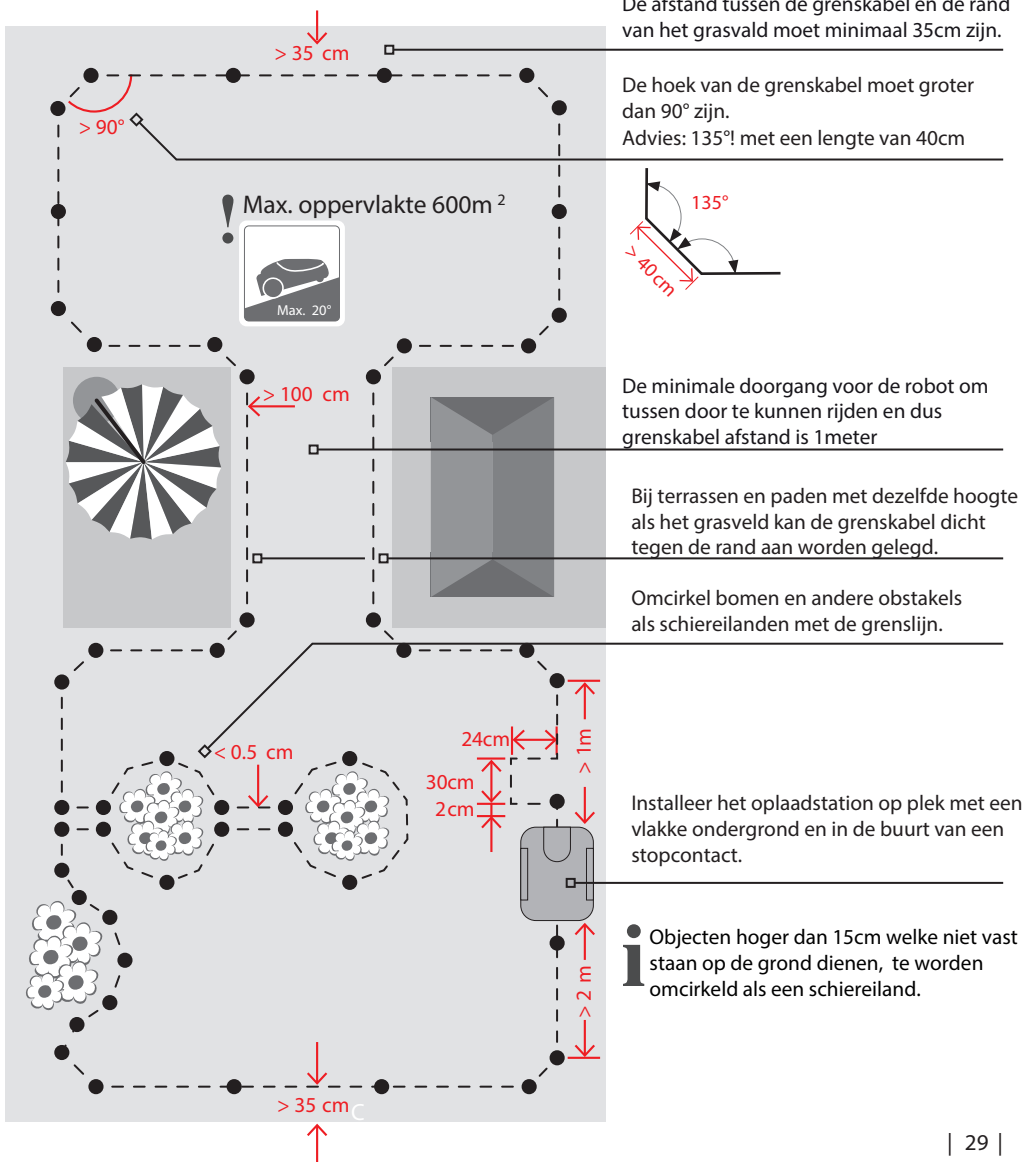 De afstand tussen de grenskabel en de rand
van het grasvald moet minimaal 35cm zijn.
> 35 cm
De hoek van de grenskabel moet groter
dan 90° zijn.
Advies: 135°! met een lengte van 40cm
> 90°
135°
> 40cm
! Max. oppervlakte 600m 2
Max. 20°
De minimale doorgang voor de robot om
tussen door te kunnen rijden en dus
grenskabel afstand is 1meter
> 100 cm
Bij terrassen en paden met dezelfde hoogte
als het grasveld kan de grenskabel dicht
tegen de rand aan worden gelegd.
Omcirkel bomen en andere obstakels
als schiereilanden met de grenslijn.
< 0.5 cm
24cm
> 1m
30cm
2cm
Installeer het oplaadstation op plek met een
vlakke ondergrond en in de buurt van een
stopcontact.
i Objecten hoger dan 15cm welke niet vast
staan op de grond dienen, te worden
omcirkeld als een schiereiland.
> 2 m
> 35 cm
C
| 29 |